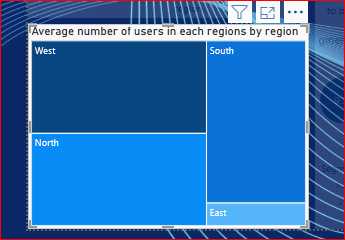 Average number of users in each regions by region
West
South
North
East